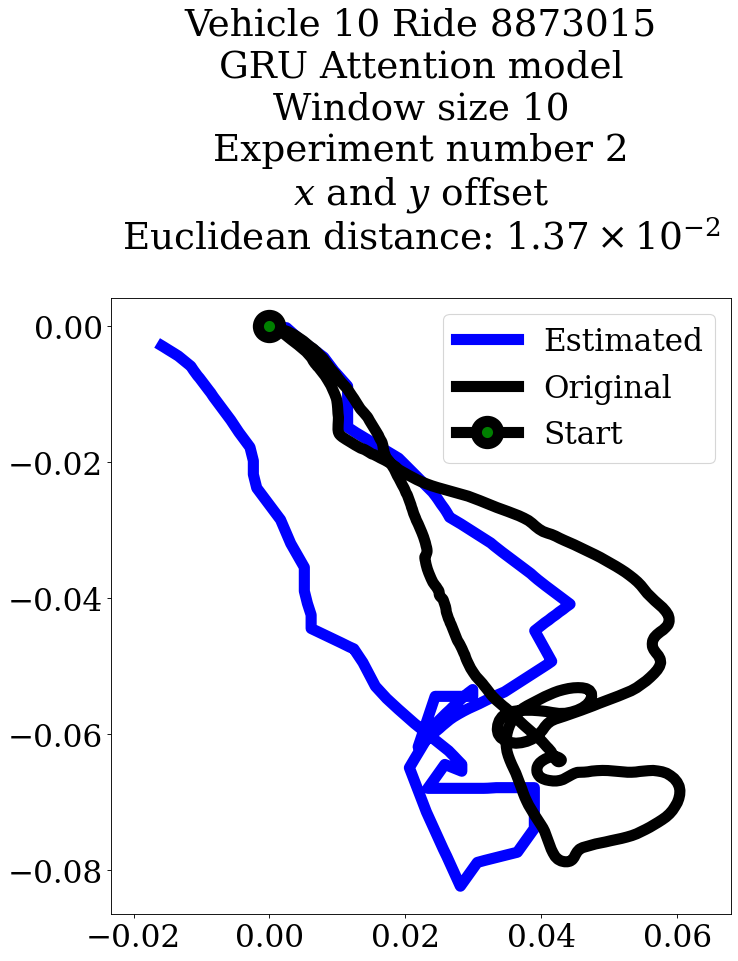 Vehicle 10 Ride 8873015
GRU Attention model
Window size 10
Experiment number 2
x and y offset
Euclidean distance: 1.37 × 10⁻²
Estimated
Original
Start
0.00
−0.02
−0.04
−0.06
−0.08
−0.02 0.00 0.02 0.04 0.06